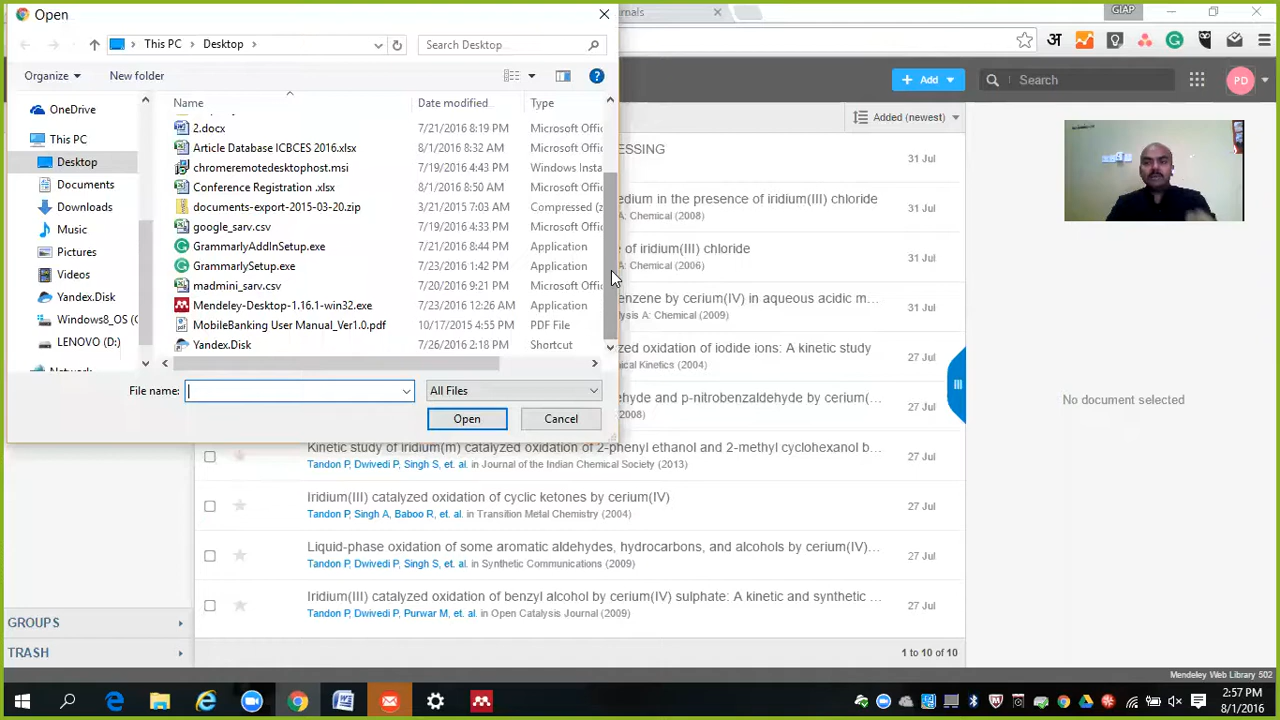 Open
rnals
GIAP
This PC
Desktop
Search Desktop
अ
Organize
New folder
Add
Search
PD
OneDrive
This PC
Desktop
Documents
Downloads
Music
Pictures
Videos
Yandex.Disk
Windows8_OS (
LENOVO (D:)
Name
Date modified
Type
2.docx 7/21/2016 8:19 PM Microsoft Offic
Article Database ICBCES 2016.xlsx 8/1/2016 8:32 AM Microsoft Offic
chromeremotedesktophost.msi 7/19/2016 4:43 PM Windows Insta
Conference Registration .xlsx 8/1/2016 8:50 AM Microsoft Offic
documents-export-2015-03-20.zip 3/21/2015 7:03 AM Compressed (z
google_sarv.csv 7/19/2016 4:33 PM Microsoft Offic
GrammarlyAddInSetup.exe 7/21/2016 8:44 PM Application
GrammarlySetup.exe 7/23/2016 1:42 PM Application
madmini_sarv.csv 7/20/2016 9:21 PM Microsoft Offic
Mendeley-Desktop-1.16.1-win32.exe 7/23/2016 12:26 AM Application
MobileBanking User Manual_Ver1.0.pdf 10/17/2015 4:55 PM PDF File
Yandex.Disk 7/26/2016 2:18 PM Shortcut
File name:
All Files
Open
Cancel
Added (newest)
ESSING
31 Jul
edium in the presence of iridium(III) chloride
A: Chemical (2008)
31 Jul
e of iridium(III) chloride
A: Chemical (2006)
31 Jul
benzene by cerium(IV) in aqueous acidic m...
lysis A: Chemical (2009)
31 Jul
zed oxidation of iodide ions: A kinetic study
ical Kinetics (2004)
31 Jul
ehyde and p-nitrobenzaldehyde by cerium(...
2008)
27 Jul
Kinetic study of iridium(m) catalyzed oxidation of 2-phenyl ethanol and 2-methyl cyclohexanol b...
Tandon P, Dwivedi P, Singh S, et. al. in Journal of the Indian Chemical Society (2013)
27 Jul
Iridium(III) catalyzed oxidation of cyclic ketones by cerium(IV)
Tandon P, Singh A, Baboo R, et. al. in Transition Metal Chemistry (2004)
27 Jul
Liquid-phase oxidation of some aromatic aldehydes, hydrocarbons, and alcohols by cerium(IV)...
Tandon P, Dwivedi P, Singh S, et. al. in Synthetic Communications (2009)
27 Jul
Iridium(III) catalyzed oxidation of benzyl alcohol by cerium(IV) sulphate: A kinetic and synthetic ...
Tandon P, Dwivedi P, Purwar M, et. al. in Open Catalysis Journal (2009)
27 Jul
No document selected
GROUPS
TRASH
1 to 10 of 10
Mendeley Web Library 502
2:57 PM
8/1/2016